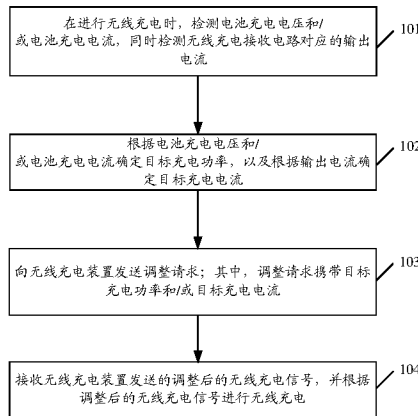 在进行无线充电时，检测电池充电电压和/
或电池充电电流，同时检测无线充电接收电路对应的输出
电流
101
根据电池充电电压和/
或电池充电电流确定目标充电功率，以及根据输出电流确
定目标充电电流
102
向无线充电装置发送调整请求；其中，调整请求携带目标
充电功率和/或目标充电电流
103
接收无线充电装置发送的调整后的无线充电信号，并根据
调整后的无线充电信号进行无线充电
104